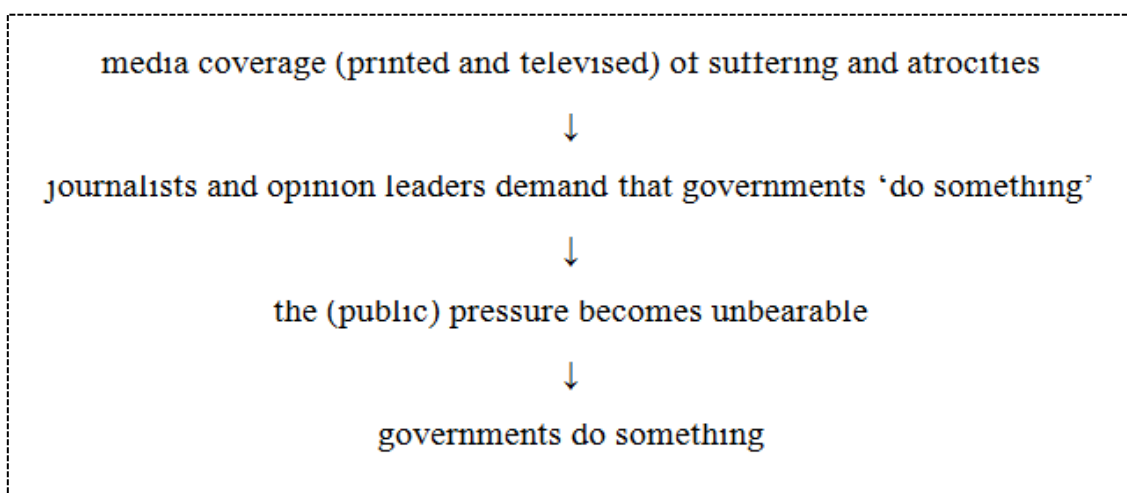 media coverage (printed and televised) of suffering and atrocities
↓
journalists and opinion leaders demand that governments ‘do something’
↓
the (public) pressure becomes unbearable
↓
governments do something